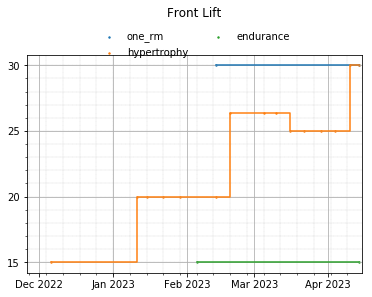 Front Lift
one_rm endurance
hypertrophy
30
25
20
15
Dec 2022 Jan 2023 Feb 2023 Mar 2023 Apr 2023